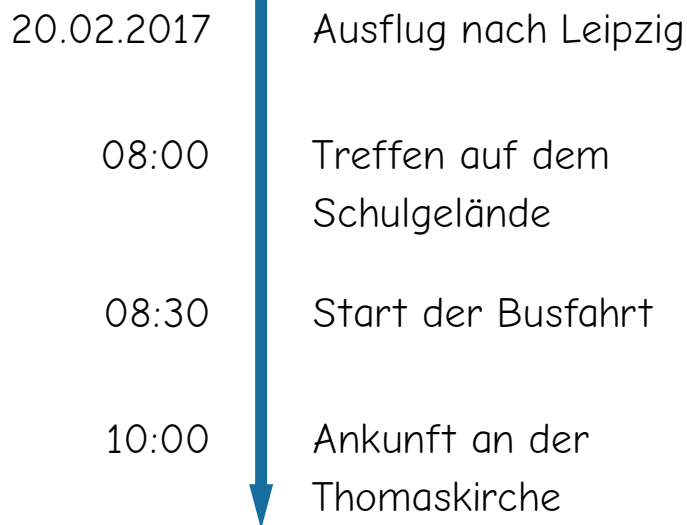 20.02.2017 Ausflug nach Leipzig
08:00 Treffen auf dem
Schulgelände
08:30 Start der Busfahrt
10:00 Ankunft an der
Thomaskirche